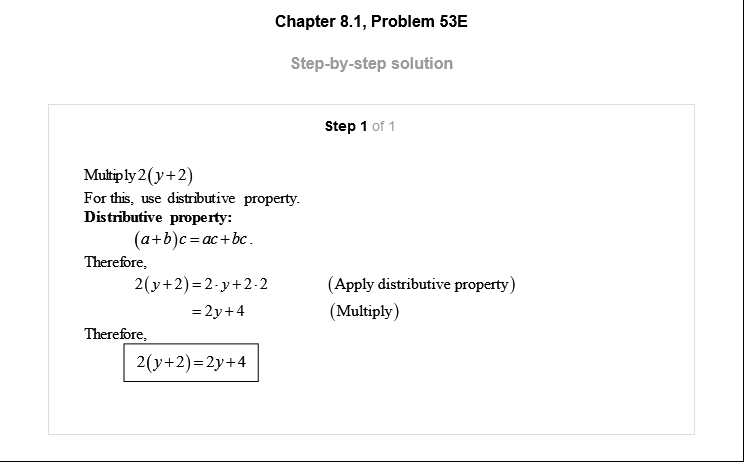 Chapter 8.1, Problem 53E
Step-by-step solution
Step 1 of 1
Multiply 2(y+2)
For this, use distributive property.
Distributive property:
(a+b)c=ac+bc.
Therefore,
2(y+2)=2·y+2·2 (Apply distributive property)
=2y+4 (Multiply)
Therefore,
2(y+2)=2y+4